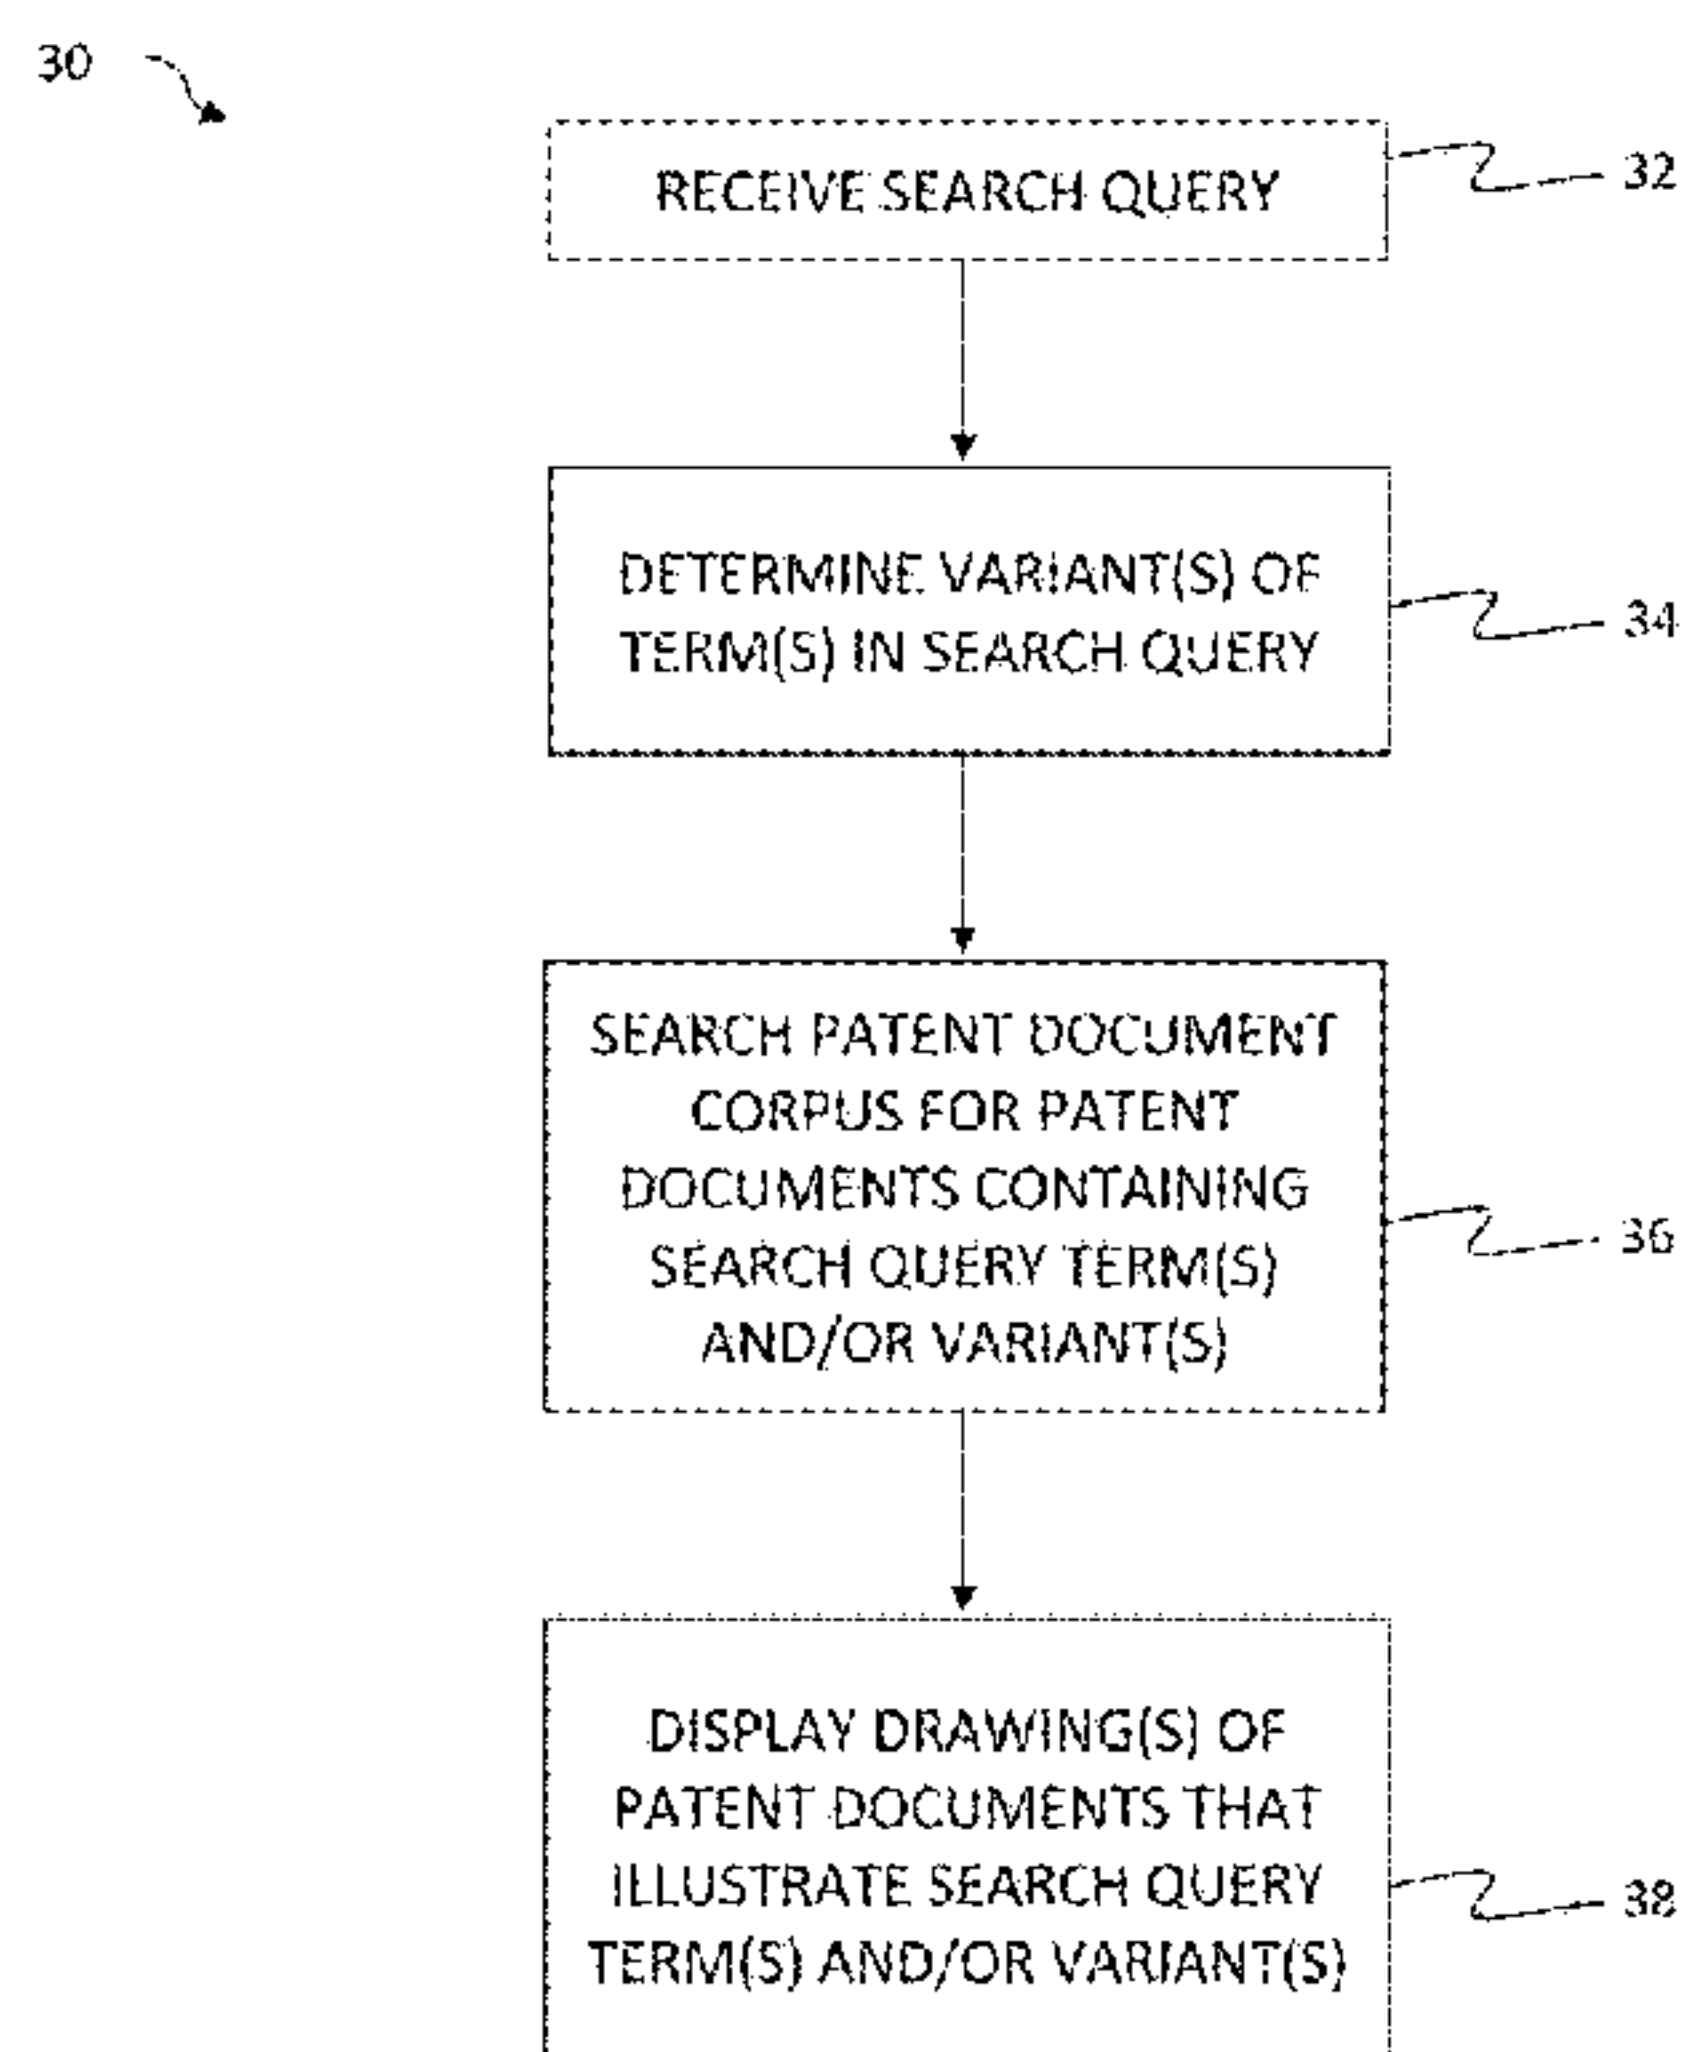 30
RECEIVE SEARCH QUERY
32
DETERMINE VARIANT(S) OF
TERM(S) IN SEARCH QUERY
34
SEARCH PATENT DOCUMENT
CORPUS FOR PATENT
DOCUMENTS CONTAINING
SEARCH QUERY TERM(S)
AND/OR VARIANT(S)
36
DISPLAY DRAWING(S) OF
PATENT DOCUMENTS THAT
ILLUSTRATE SEARCH QUERY
TERM(S) AND/OR VARIANT(S)
38